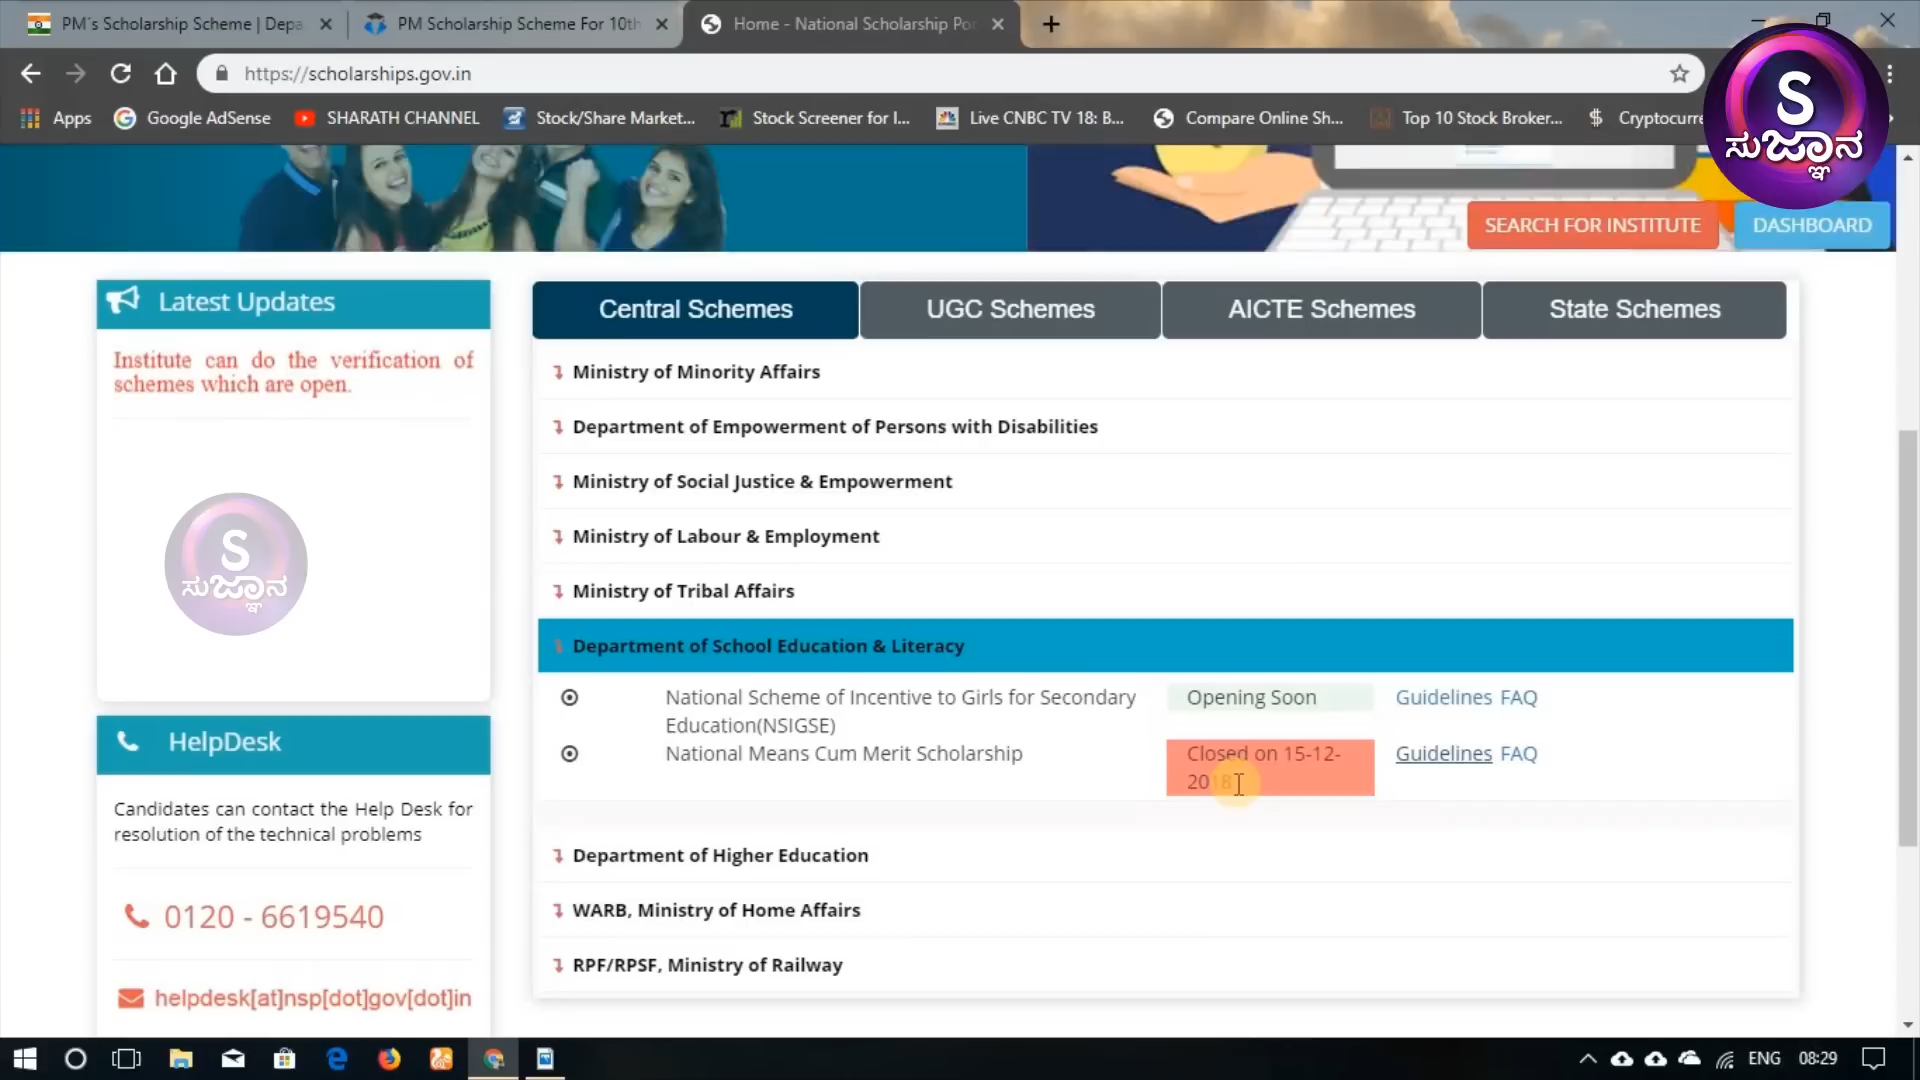 PM's Scholarship Scheme | Depa
PM Scholarship Scheme For 10th
Home - National Scholarship Por
https://scholarships.gov.in
Apps
Google AdSense
SHARATH CHANNEL
Stock/Share Market...
Stock Screener for I...
Live CNBC TV 18: B...
Compare Online Sh...
Top 10 Stock Broker...
Cryptocurre
S
ಸುಜ್ಞಾನ
SEARCH FOR INSTITUTE
DASHBOARD
Latest Updates
Institute can do the verification of
schemes which are open.
S
ಸುಜ್ಞಾನ
HelpDesk
Candidates can contact the Help Desk for
resolution of the technical problems
0120 - 6619540
helpdesk[at]nsp[dot]gov[dot]in
Central Schemes
UGC Schemes
AICTE Schemes
State Schemes
Ministry of Minority Affairs
Department of Empowerment of Persons with Disabilities
Ministry of Social Justice & Empowerment
Ministry of Labour & Employment
Ministry of Tribal Affairs
Department of School Education & Literacy
National Scheme of Incentive to Girls for Secondary
Education(NSIGSE)
Opening Soon
Guidelines FAQ
National Means Cum Merit Scholarship
Closed on 15-12-
2018
Guidelines FAQ
Department of Higher Education
WARB, Ministry of Home Affairs
RPF/RPSF, Ministry of Railway
ENG
08:29